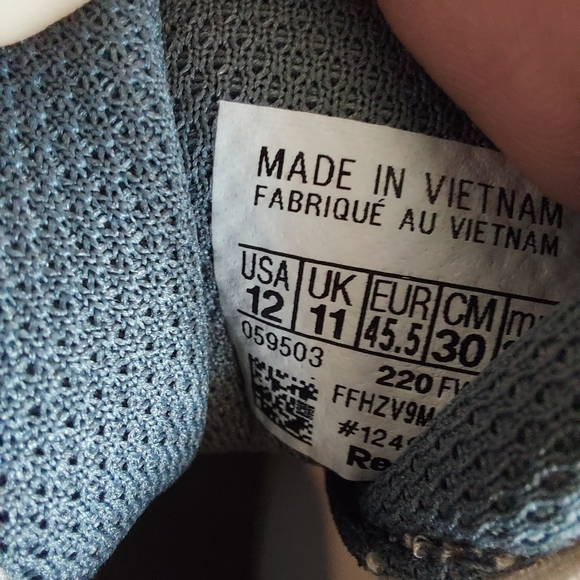 MADE IN VIETNAM
FABRIQUÉ AU VIETNAM
USA UK EUR CM
12 11 45.5 30
059503
220